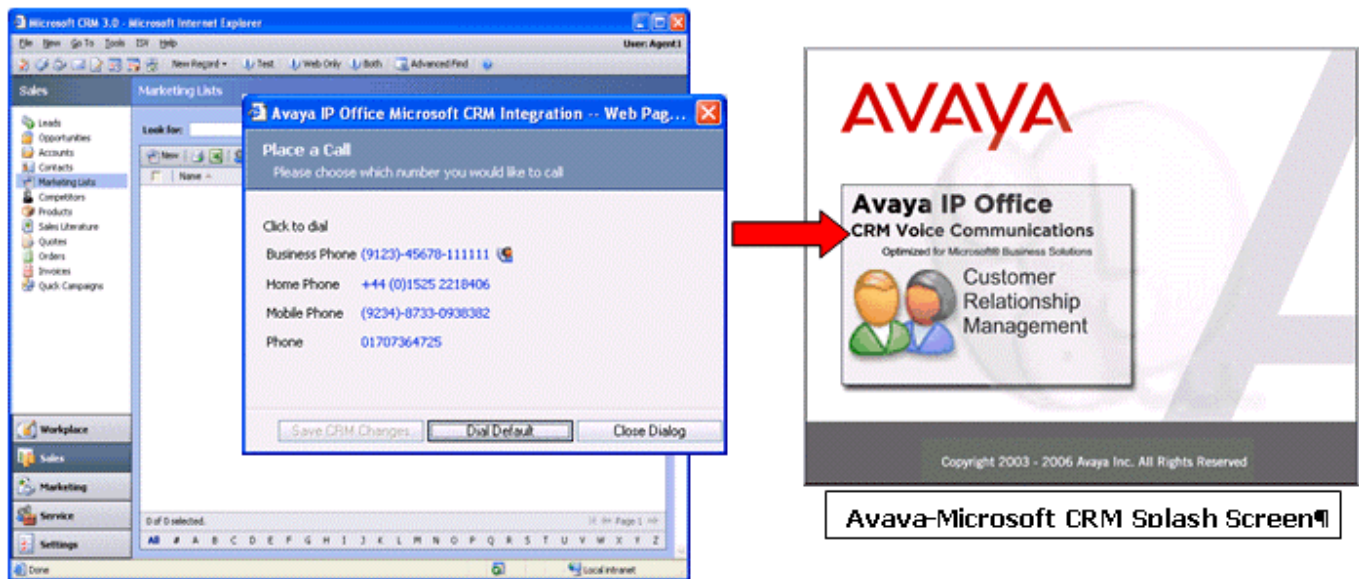 Microsoft CRM 3.0 - Microsoft Internet Explorer
File New Go To Tools ISV Help
User: Agent1
New Record Test Web Only Both Advanced Find
Sales
Marketing Lists
Leads
Opportunities
Accounts
Contacts
Marketing Lists
Competitors
Products
Sales Literature
Quotes
Orders
Invoices
Quick Campaigns
Look for:
New
Name
Workplace
Sales
Marketing
Service
Settings
0 of 0 selected.
Page 1
All # A B C D E F G H I J K L M N O P Q R S T U V W X Y Z
Done
Local intranet
Avaya IP Office Microsoft CRM Integration -- Web Pag...
Place a Call
Please choose which number you would like to call
Click to dial
Business Phone (9123)-45678-111111
Home Phone +44 (0)1525 2218406
Mobile Phone (9234)-8733-0938382
Phone 01707364725
Save CRM Changes
Dial Default
Close Dialog
AVAYA
Avaya IP Office
CRM Voice Communications
Optimized for Microsoft® Business Solutions
Customer
Relationship
Management
Copyright 2003 - 2006 Avaya Inc. All Rights Reserved
Avaya-Microsoft CRM Splash Screen¶